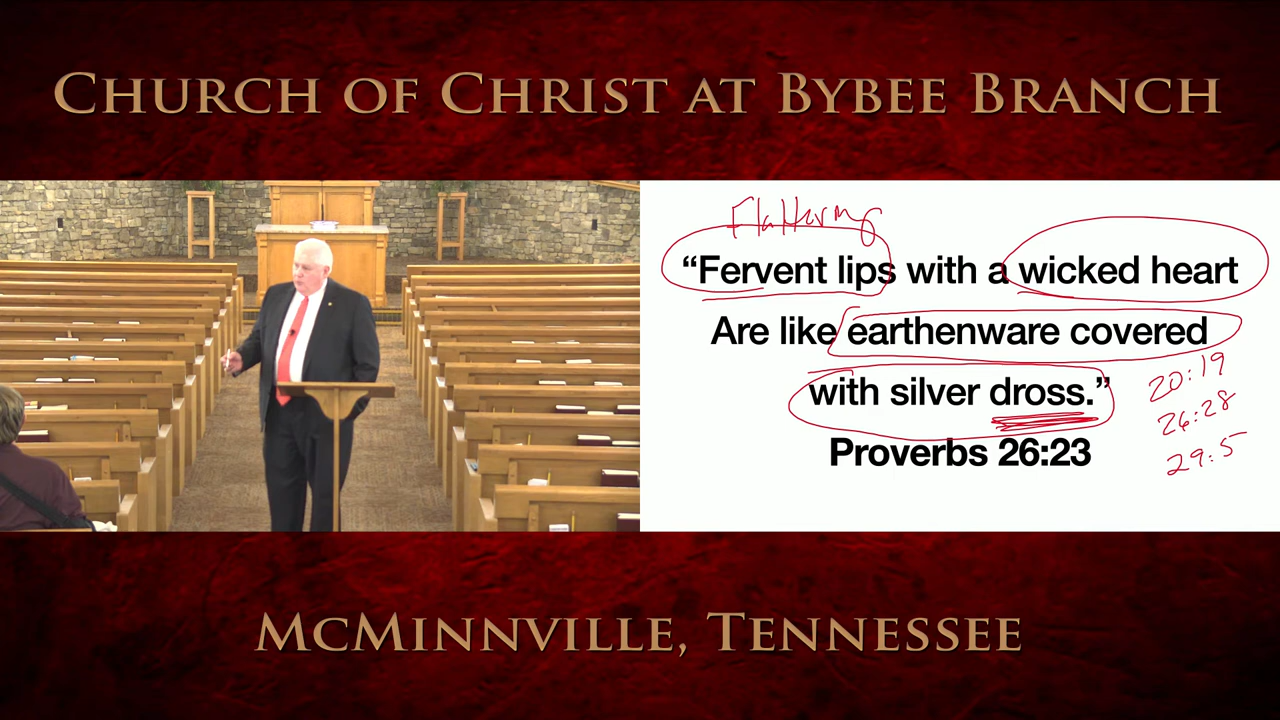 CHURCH OF CHRIST AT BYBEE BRANCH
Flattering
“Fervent lips with a wicked heart
Are like earthenware covered
with silver dross.”
Proverbs 26:23
20:19
26:28
29:5
MCMINNVILLE, TENNESSEE